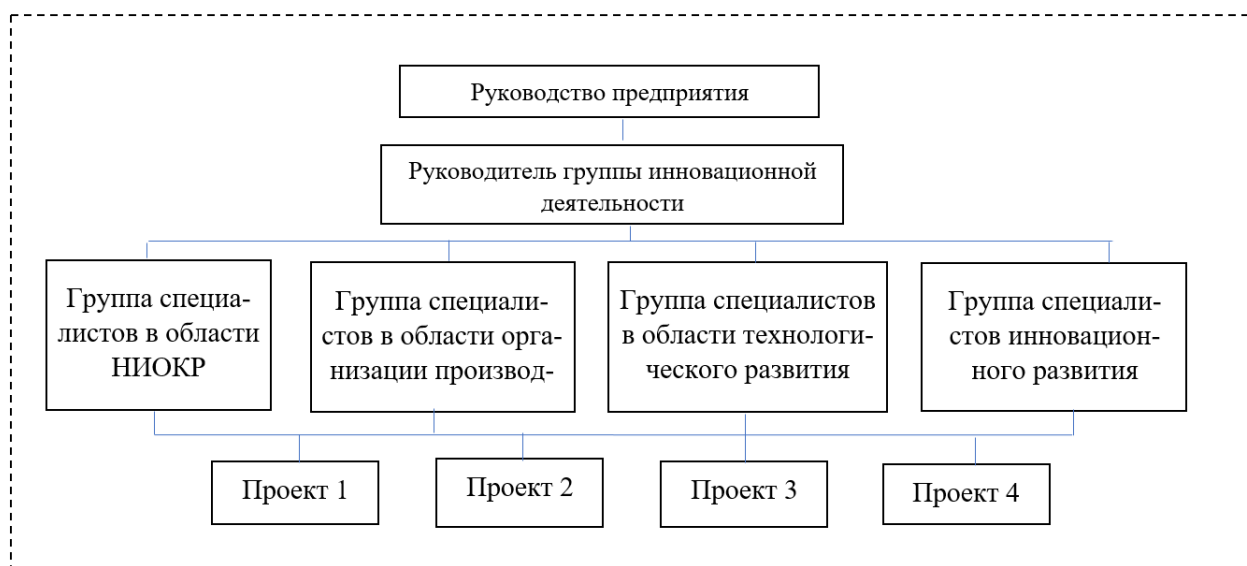 Руководство предприятия
Руководитель группы инновационной
деятельности
Группа специа-
листов в области
НИОКР
Группа специали-
стов в области орга-
низации производ-
Группа специалистов
в области технологи-
ческого развития
Группа специали-
стов инновацион-
ного развития
Проект 1
Проект 2
Проект 3
Проект 4